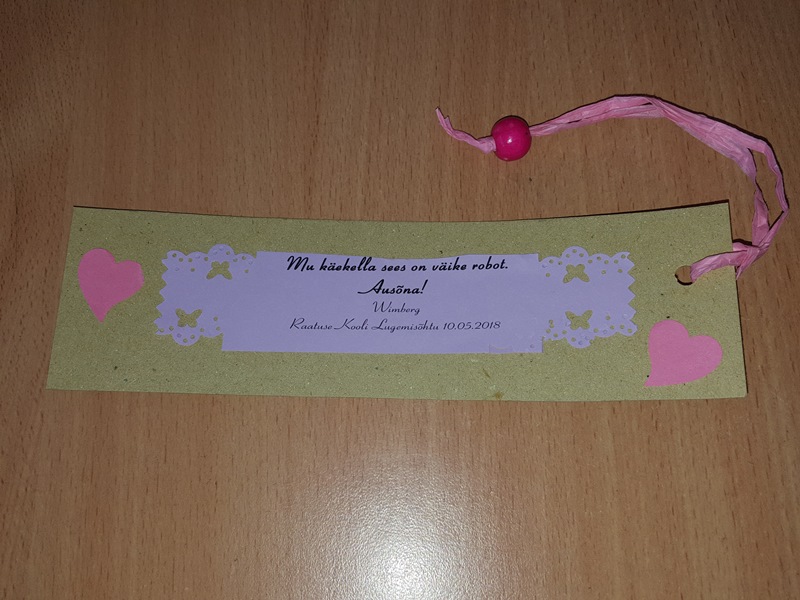 Mu käekella sees on väike robot.
Ausõna!
Wimberg
Raatuse Kooli Lugemisõhtu 10.05.2018